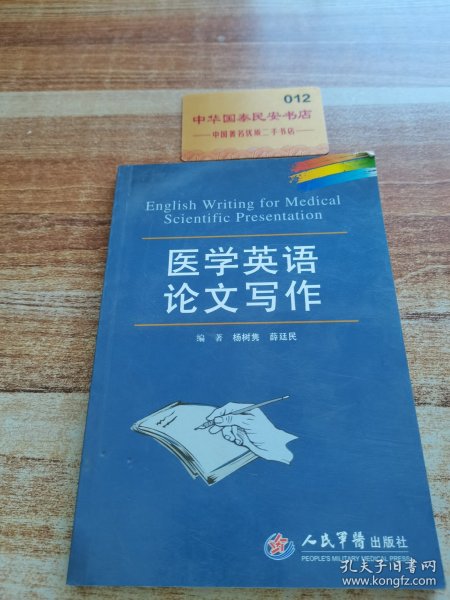 012
中华国泰民安书店
中国著名优质二手书店
English Writing for Medical
Scientific Presentation
医学英语
论文写作
编 著 杨树隽 薛廷民
人民军医出版社
PEOPLE'S MILITARY MEDICAL PRESS
孔夫子旧书网
www.kongfz.com